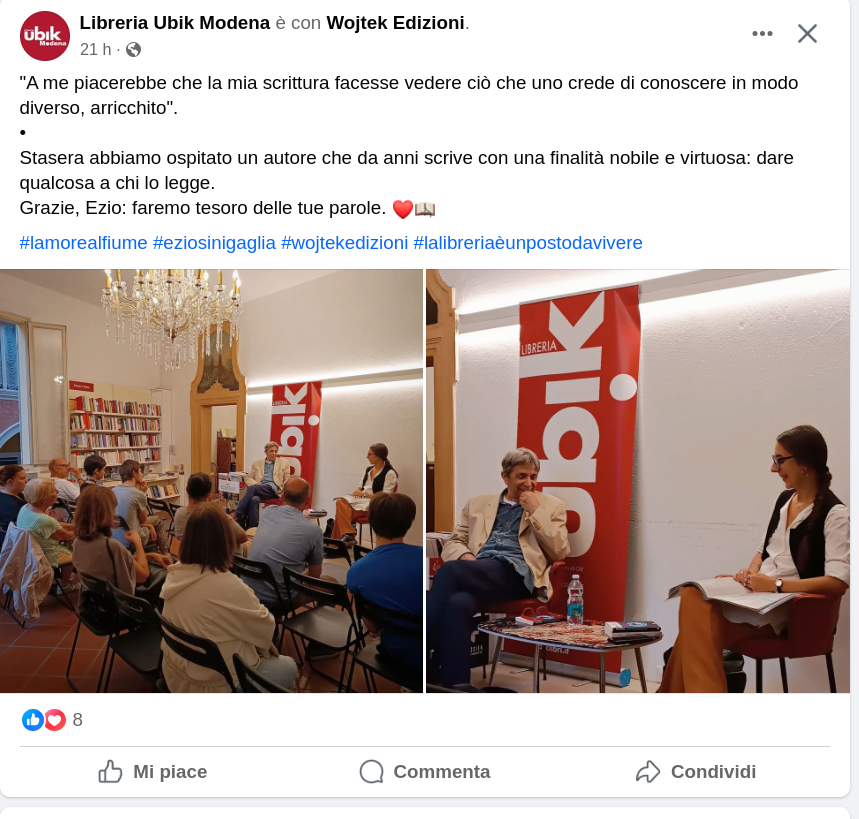 ubik
Modena
Libreria Ubik Modena è con Wojtek Edizioni.
21 h ·
"A me piacerebbe che la mia scrittura facesse vedere ciò che uno crede di conoscere in modo
diverso, arricchito".
•
Stasera abbiamo ospitato un autore che da anni scrive con una finalità nobile e virtuosa: dare
qualcosa a chi lo legge.
Grazie, Ezio: faremo tesoro delle tue parole. ❤️📖
#lamorealfiume #eziosinigaglia #wojtekedizioni #lalibreriaèunpostodavivere
ubik
LIBRERIA
ubik
8
Mi piace
Commenta
Condividi